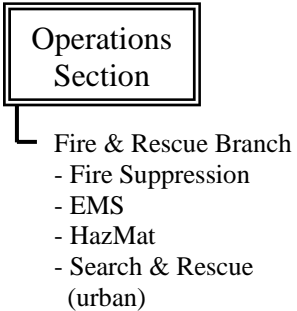 Operations
Section
Fire & Rescue Branch
- Fire Suppression
- EMS
- HazMat
- Search & Rescue
(urban)